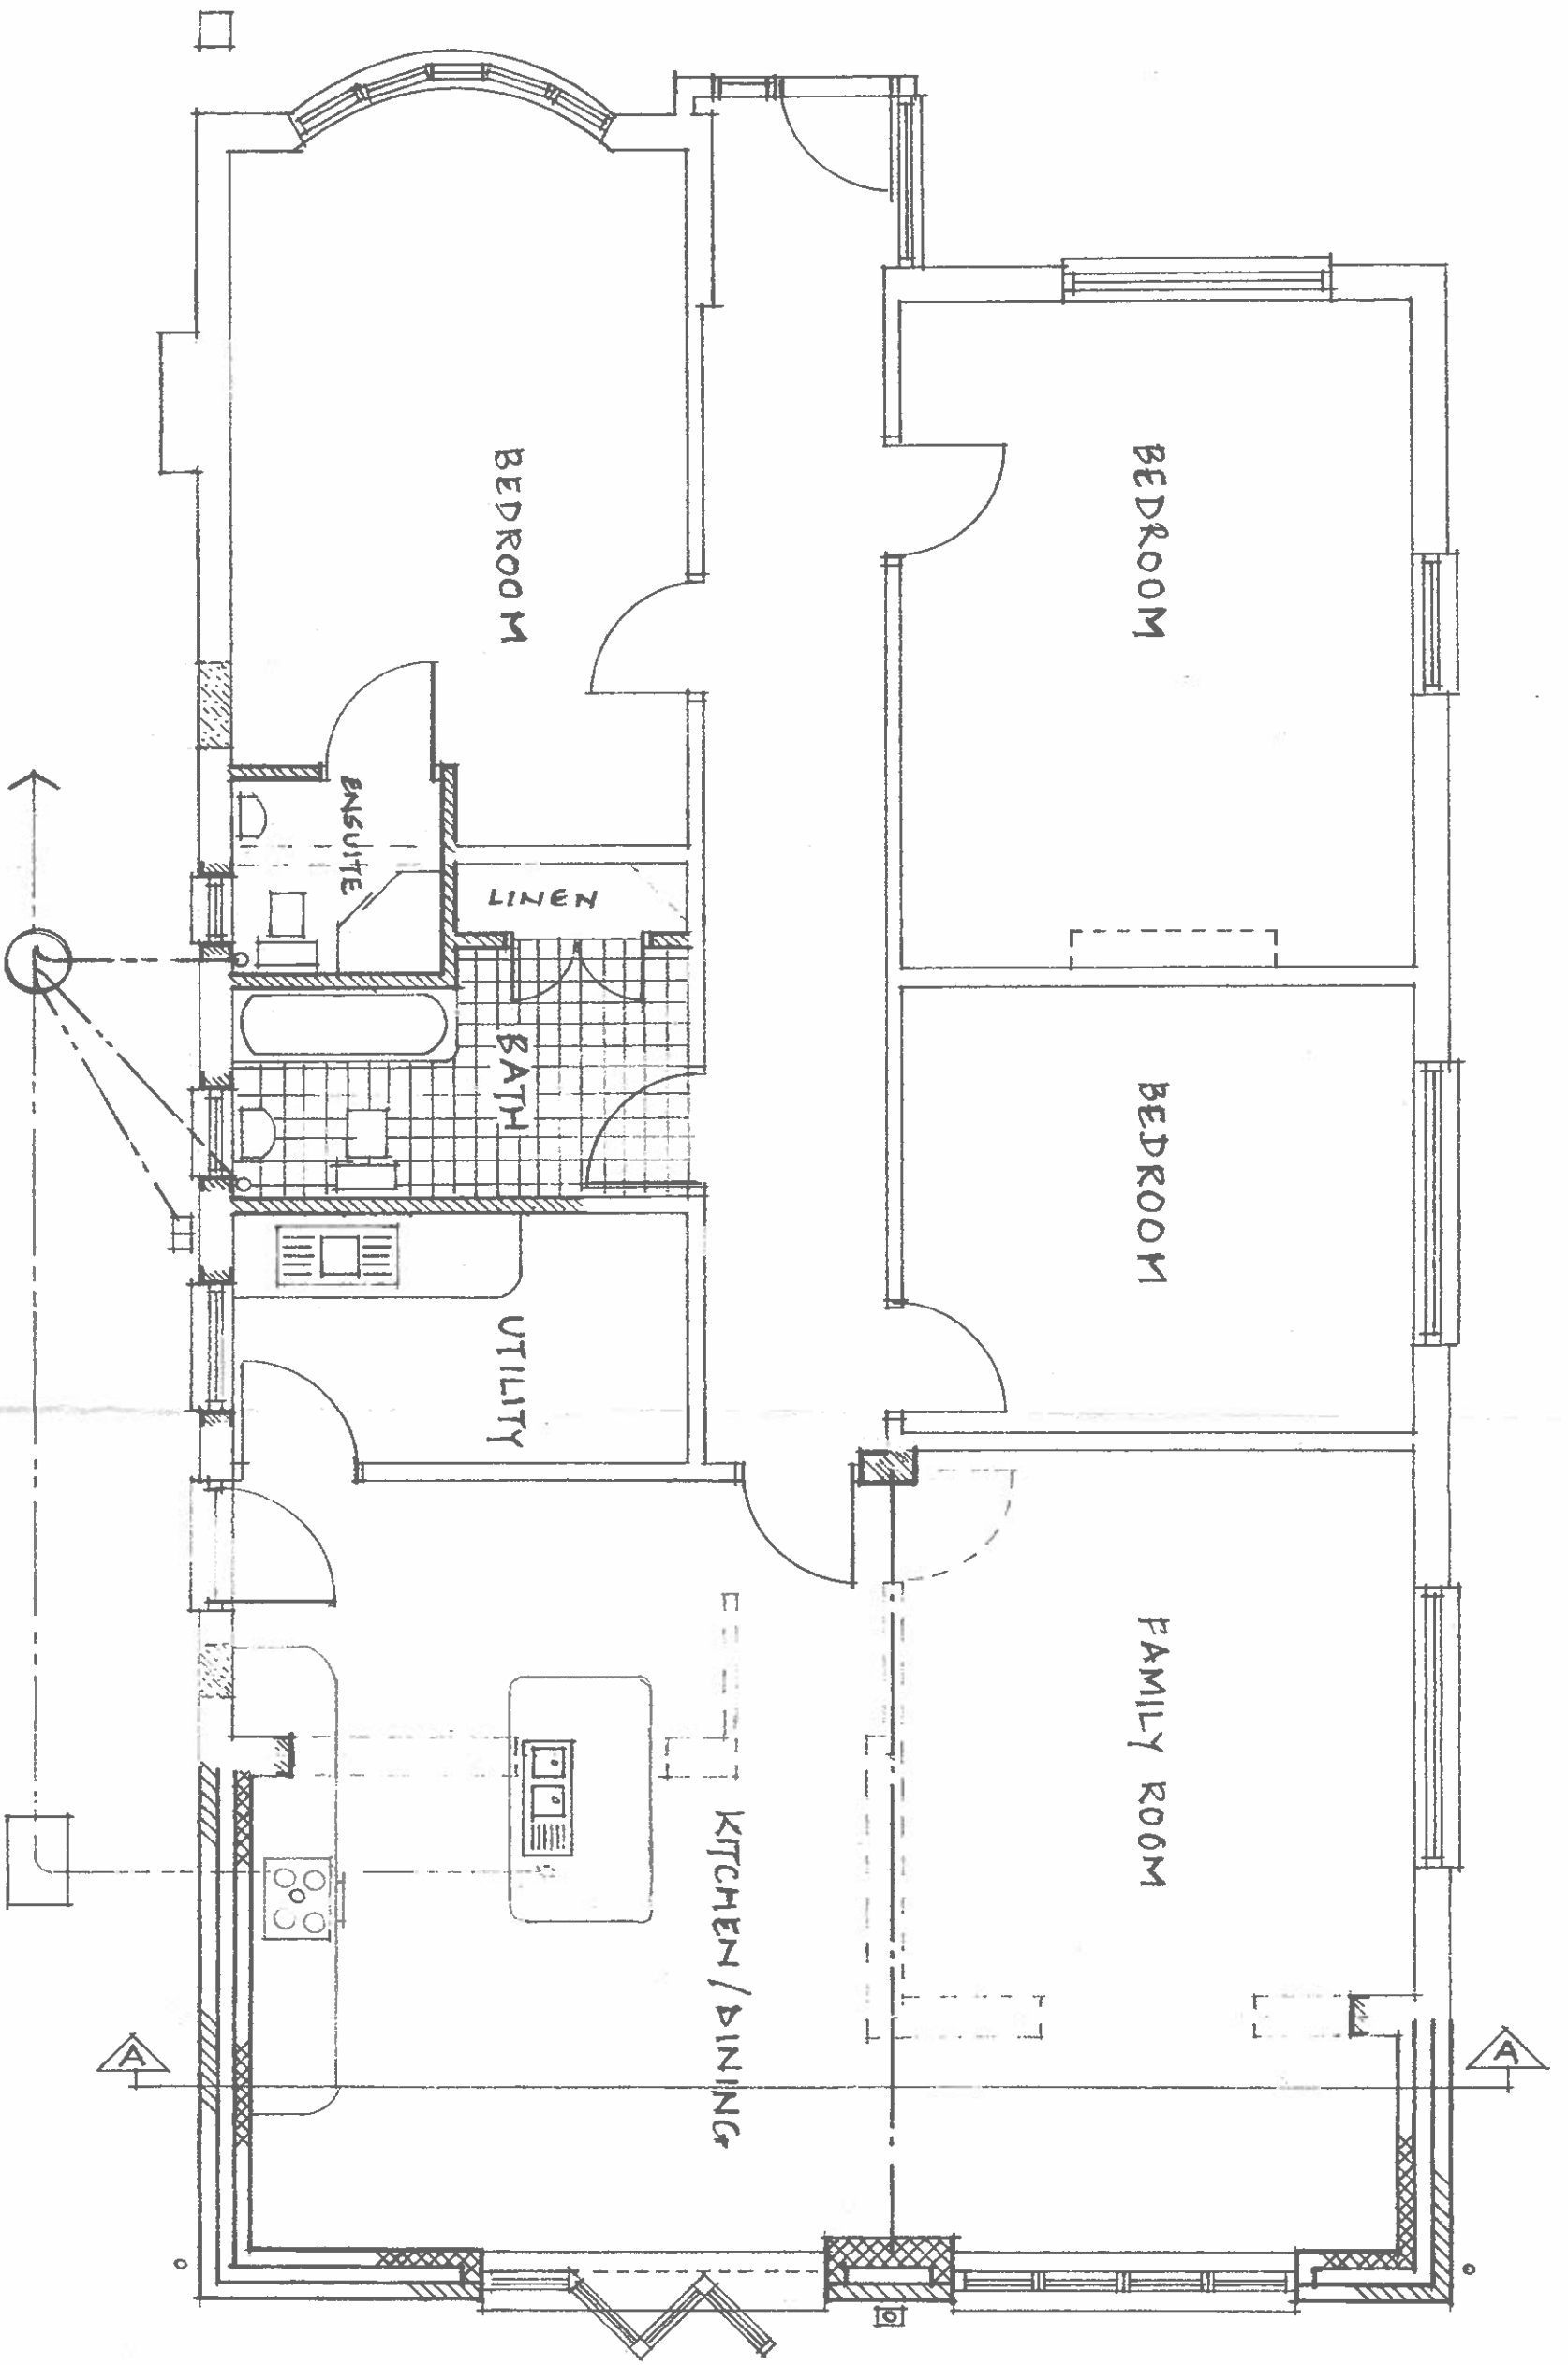 BEDROOM
BEDROOM
ENSUITE
LINEN
BATH
BEDROOM
UTILITY
FAMILY ROOM
KITCHEN/DINING
A
A